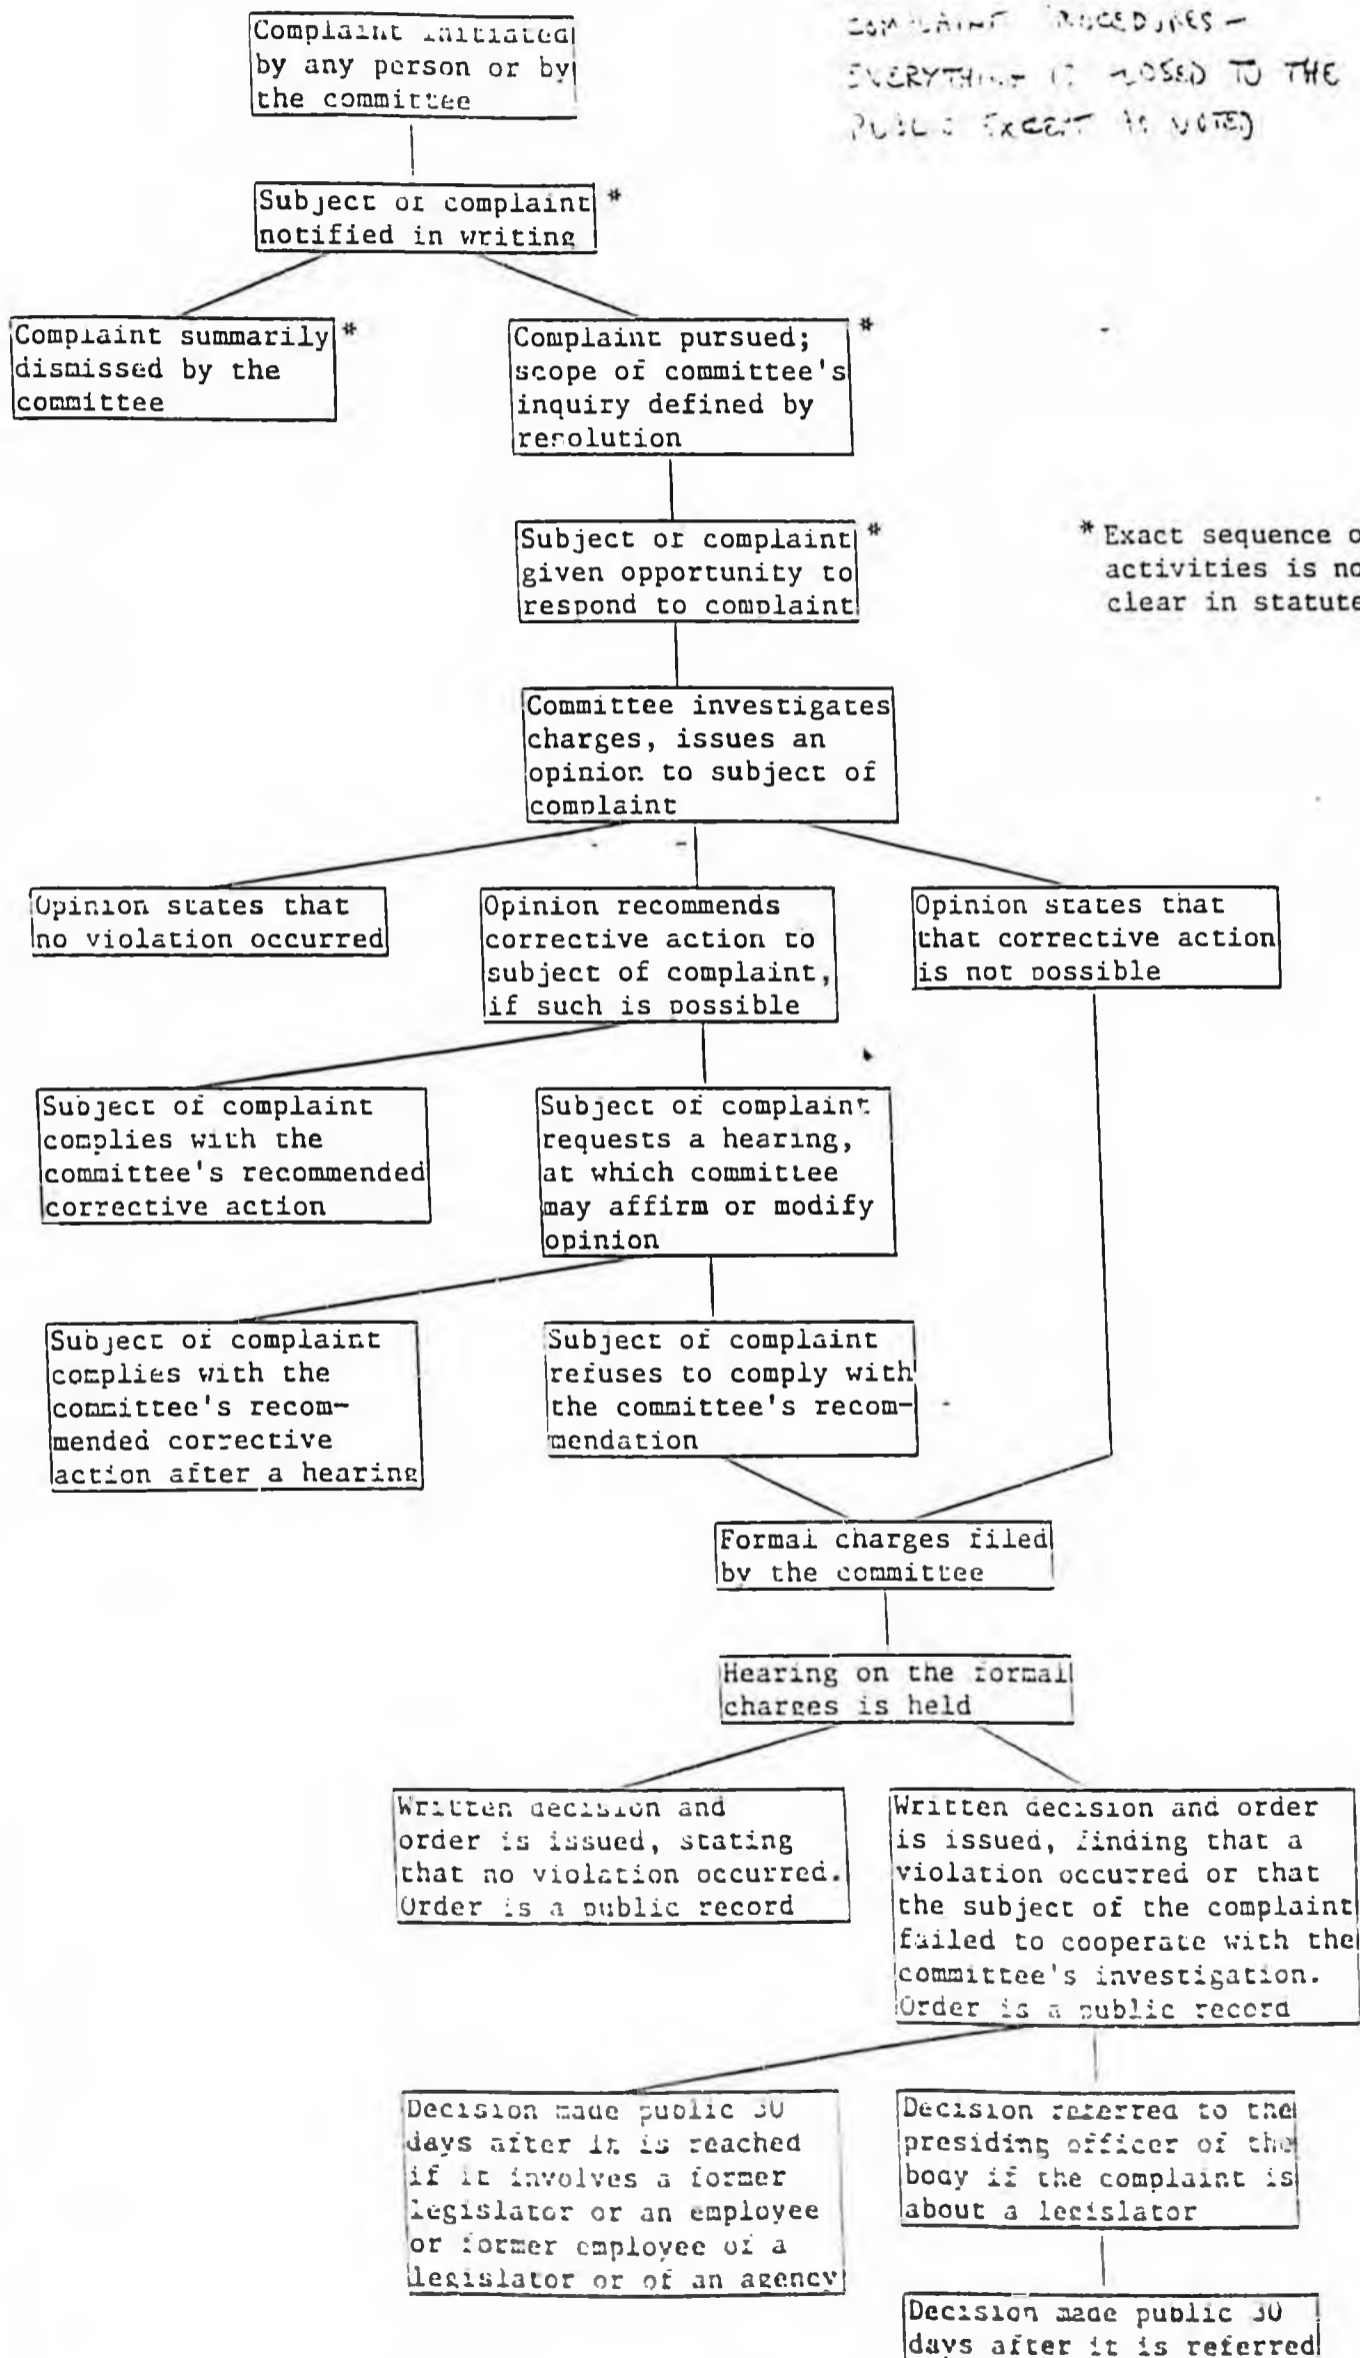 Complaint initiated
by any person or by
the committee
COMPLAINT PROCEDURES -
EVERYTHING IS CLOSED TO THE
PUBLIC EXCEPT AS NOTED
Subject of complaint *
notified in writing
Complaint summarily *
dismissed by the
committee
Complaint pursued; *
scope of committee's
inquiry defined by
resolution
Subject of complaint *
given opportunity to
respond to complaint
* Exact sequence o
activities is no
clear in statute
Committee investigates
charges, issues an
opinion to subject of
complaint
Opinion states that
no violation occurred
Opinion recommends
corrective action to
subject of complaint,
if such is possible
Opinion states that
that corrective action
is not possible
Subject of complaint
complies with the
committee's recommended
corrective action
Subject of complaint
requests a hearing,
at which committee
may affirm or modify
opinion
Subject of complaint
complies with the
committee's recom-
mended corrective
action after a hearing
Subject of complaint
refuses to comply with
the committee's recom-
mendation
Formal charges filed
by the committee
Hearing on the formal
charges is held
Written decision and
order is issued, stating
that no violation occurred.
Order is a public record
Written decision and order
is issued, finding that a
violation occurred or that
the subject of the complaint
failed to cooperate with the
committee's investigation.
Order is a public record
Decision made public 30
days after it is reached
if it involves a former
legislator or an employee
or former employee of a
legislator or of an agency
Decision referred to the
presiding officer of the
body if the complaint is
about a legislator
Decision made public 30
days after it is referred